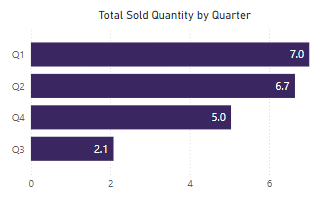 Total Sold Quantity by Quarter
Q1 7.0
Q2 6.7
Q4 5.0
Q3 2.1
0 2 4 6